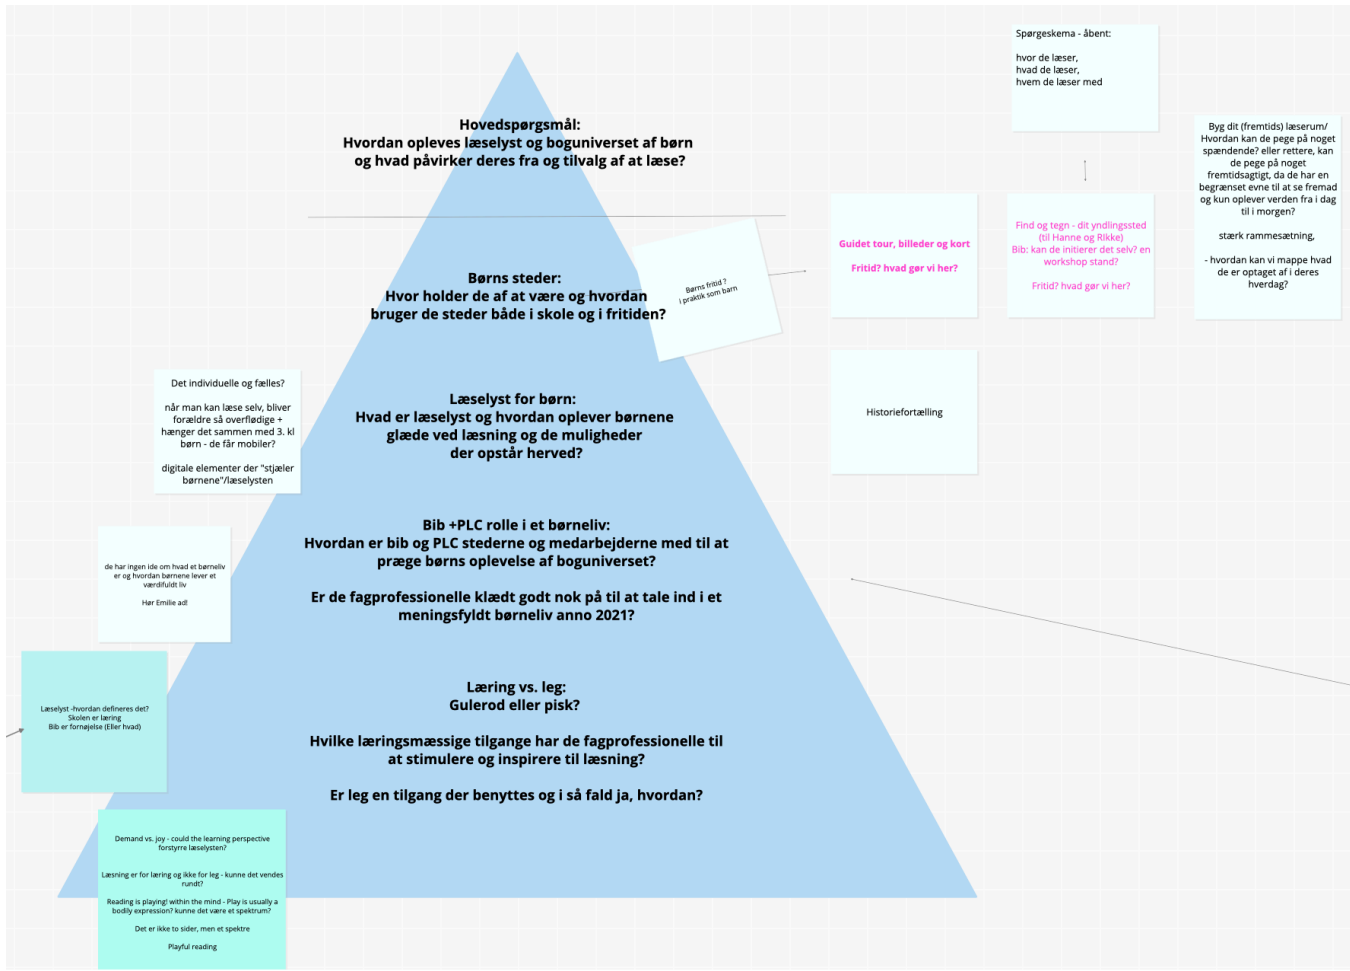 Spørgeskema - åbent:
hvor de læser,
hvad de læser,
hvem de læser med
Hovedspørgsmål:
Hvordan opleves læselyst og boguniverset af børn
og hvad påvirker deres fra og tilvalg af at læse?
Byg dit (fremtids) læserum/
Hvordan kan de pege på noget
spændende? eller rettere, kan
de pege på noget
fremtidsagtigt, da de har en
begrænset evne til at se fremad
og kun oplever verden fra i dag
til i morgen?
stærk rammesætning,
- hvordan kan vi mappe hvad
de er optaget af i deres
hverdag?
Guidet tour, billeder og kort
Fritid? hvad gør vi her?
Find og tegn - dit yndlingssted
(til Hanne og RIkke)
Bib: kan de initierer det selv? en
workshop stand?
Fritid? hvad gør vi her?
Børns steder:
Hvor holder de af at være og hvordan
bruger de steder både i skole og i fritiden?
Børns fritid ?
I praktik som barn
Historiefortælling
Det individuelle og fælles?
når man kan læse selv, bliver
forældre så overflødige +
hænger det sammen med 3. kl
børn - de får mobiler?
digitale elementer der "stjæler
børnene"/læselysten
Læselyst for børn:
Hvad er læselyst og hvordan oplever børnene
glæde ved læsning og de muligheder
der opstår herved?
Bib +PLC rolle i et børneliv:
Hvordan er bib og PLC stederne og medarbejderne med til at
præge børns oplevelse af boguniverset?
Er de fagprofessionelle klædt godt nok på til at tale ind i et
meningsfyldt børneliv anno 2021?
de har ingen ide om hvad et børneliv
er og hvordan børnene lever et
værdifuldt liv
Hør Emilie ad!
Læselyst -hvordan defineres det?
Skolen er læring
Bib er fornøjelse (Eller hvad)
Læring vs. leg:
Gulerod eller pisk?
Hvilke læringsmæssige tilgange har de fagprofessionelle til
at stimulere og inspirere til læsning?
Er leg en tilgang der benyttes og i så fald ja, hvordan?
Demand vs. joy - could the learning perspective
forstyrre læselysten?
Læsning er for læring og ikke for leg - kunne det vendes
rundt?
Reading is playing! within the mind - Play is usually a
bodily expression? kunne det være et spektrum?
Det er ikke to sider, men et spektre
Playful reading